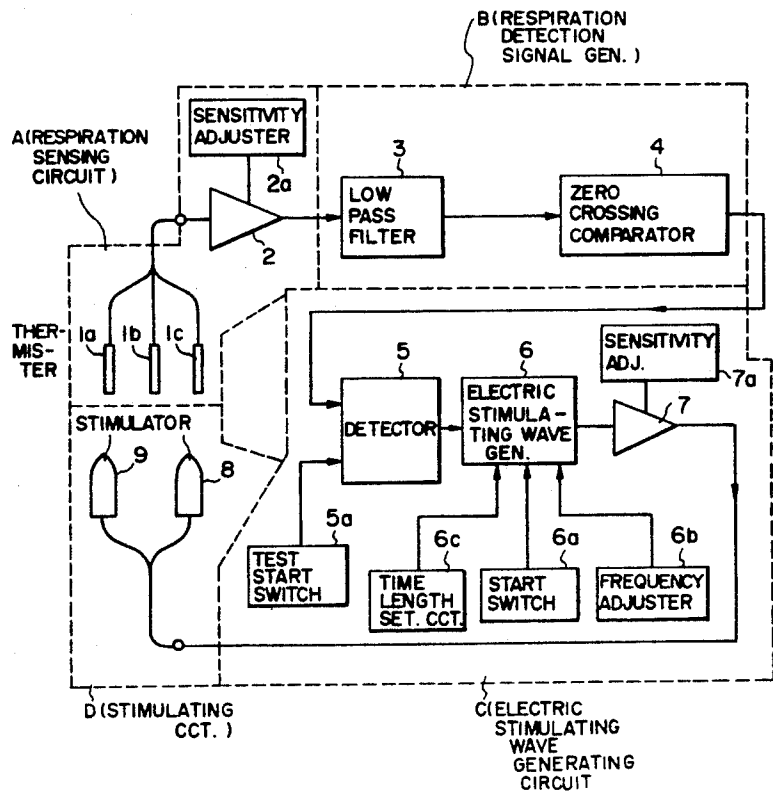 B(RESPIRATION
DETECTION
SIGNAL GEN.)
A(RESPIRATION
SENSING
CIRCUIT)
SENSITIVITY
ADJUSTER
2a
2
3
LOW
PASS
FILTER
4
ZERO
CROSSING
COMPARATOR
THER-
MIS-
TER
1a
1b
1c
STIMULATOR
9
8
5
DETECTOR
6
ELECTRIC
STIMULA-
TING WAVE
GEN.
SENSITIVITY
ADJ.
7a
7
5a
TEST
START
SWITCH
6c
TIME
LENGTH
SET. CCT.
6a
START
SWITCH
6b
FREQUENCY
ADJUSTER
D(STIMULATING
CCT.)
C(ELECTRIC
STIMULATING
WAVE
GENERATING
CIRCUIT